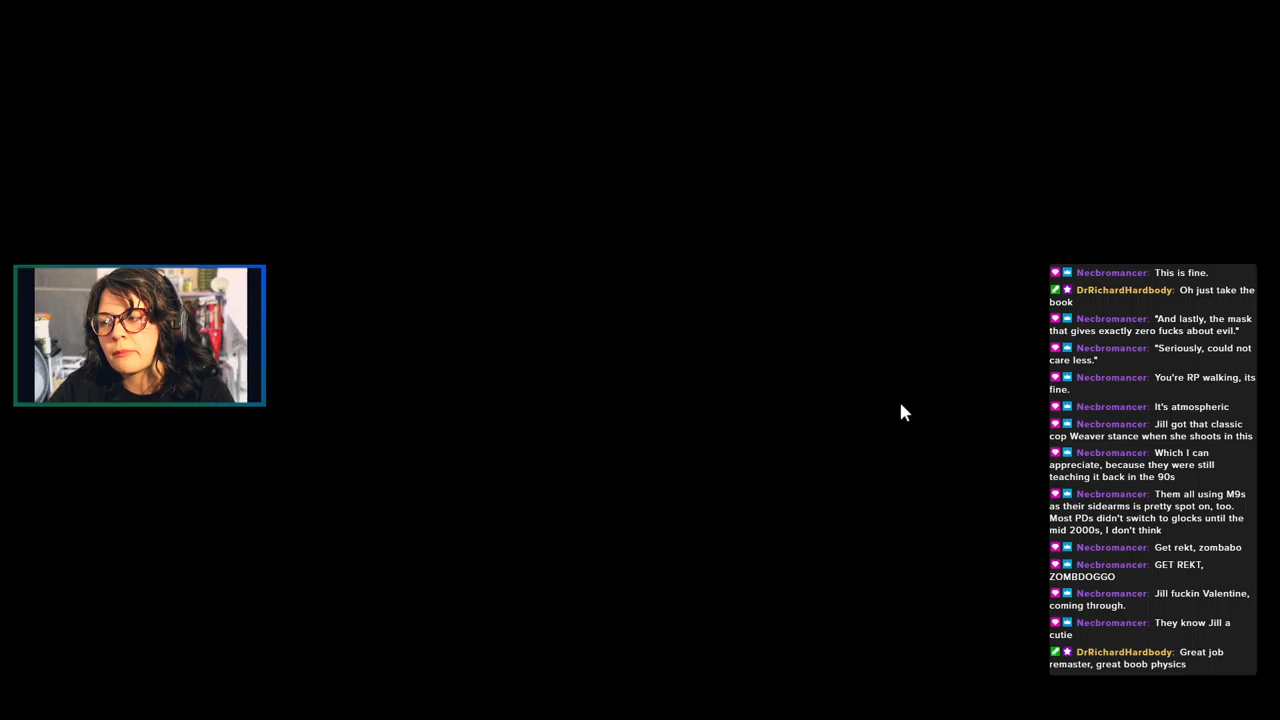 Necbromancer: This is fine.
DrRichardHardbody: Oh just take the
book
Necbromancer: "And lastly, the mask
that gives exactly zero fucks about evil."
Necbromancer: "Seriously, could not
care less."
Necbromancer: You're RP walking, its
fine.
Necbromancer: It's atmospheric
Necbromancer: Jill got that classic
cop Weaver stance when she shoots in this
Necbromancer: Which I can
appreciate, because they were still
teaching it back in the 90s
Necbromancer: Them all using M9s
as their sidearms is pretty spot on, too.
Most PDs didn't switch to glocks until the
mid 2000s, I don't think
Necbromancer: Get rekt, zombabo
Necbromancer: GET REKT,
ZOMBDOGGO
Necbromancer: Jill fuckin Valentine,
coming through.
Necbromancer: They know Jill a
cutie
DrRichardHardbody: Great job
remaster, great boob physics